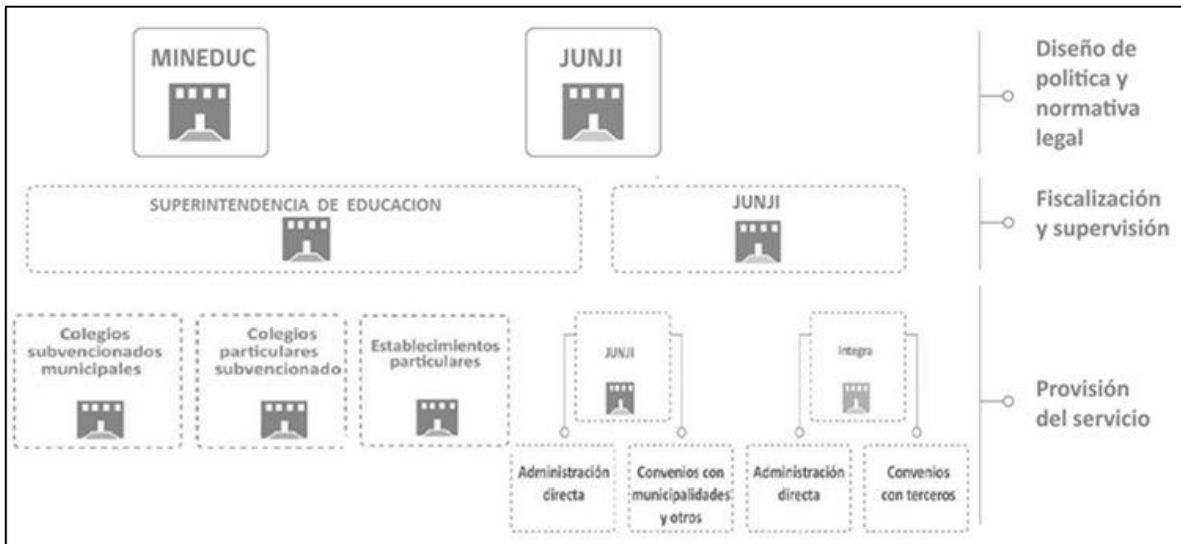 MINEDUC
JUNJI
Diseño de
politica y
normativa
legal
SUPERINTENDENCIA DE EDUCACION
JUNJI
Fiscalización
y supervisión
Colegios
subvencionados
municipales
Colegios
particulares
subvencionado
Establecimientos
particulares
JUNJI
Integra
Provisión
del servicio
Administración
directa
Convenios con
municipalidades
y otros
Administración
directa
Convenios
con terceros